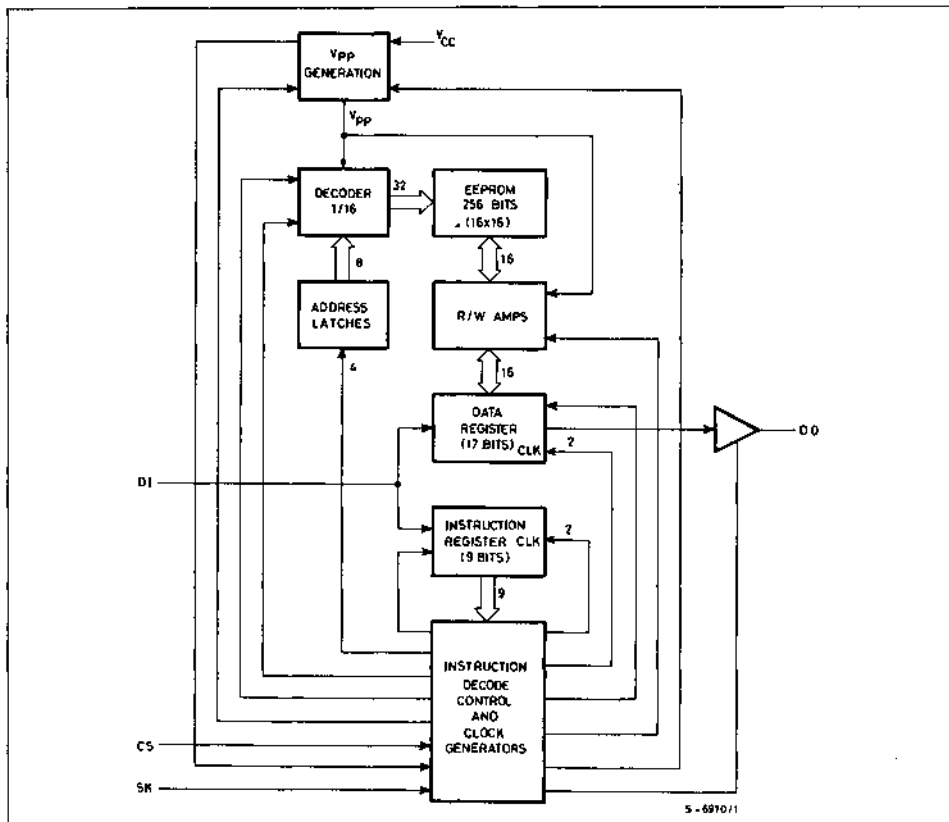 VCC
VPP
GENERATION
VPP
DECODER
1/16
32
EEPROM
256 BITS
(16x16)
8
16
ADDRESS
LATCHES
R/W AMPS
4
16
DATA
REGISTER
(17 BITS)
CLK
2
DO
DI
INSTRUCTION
REGISTER CLK
(9 BITS)
2
9
INSTRUCTION
DECODE
CONTROL
AND
CLOCK
GENERATORS
CS
SK
S-6970/1